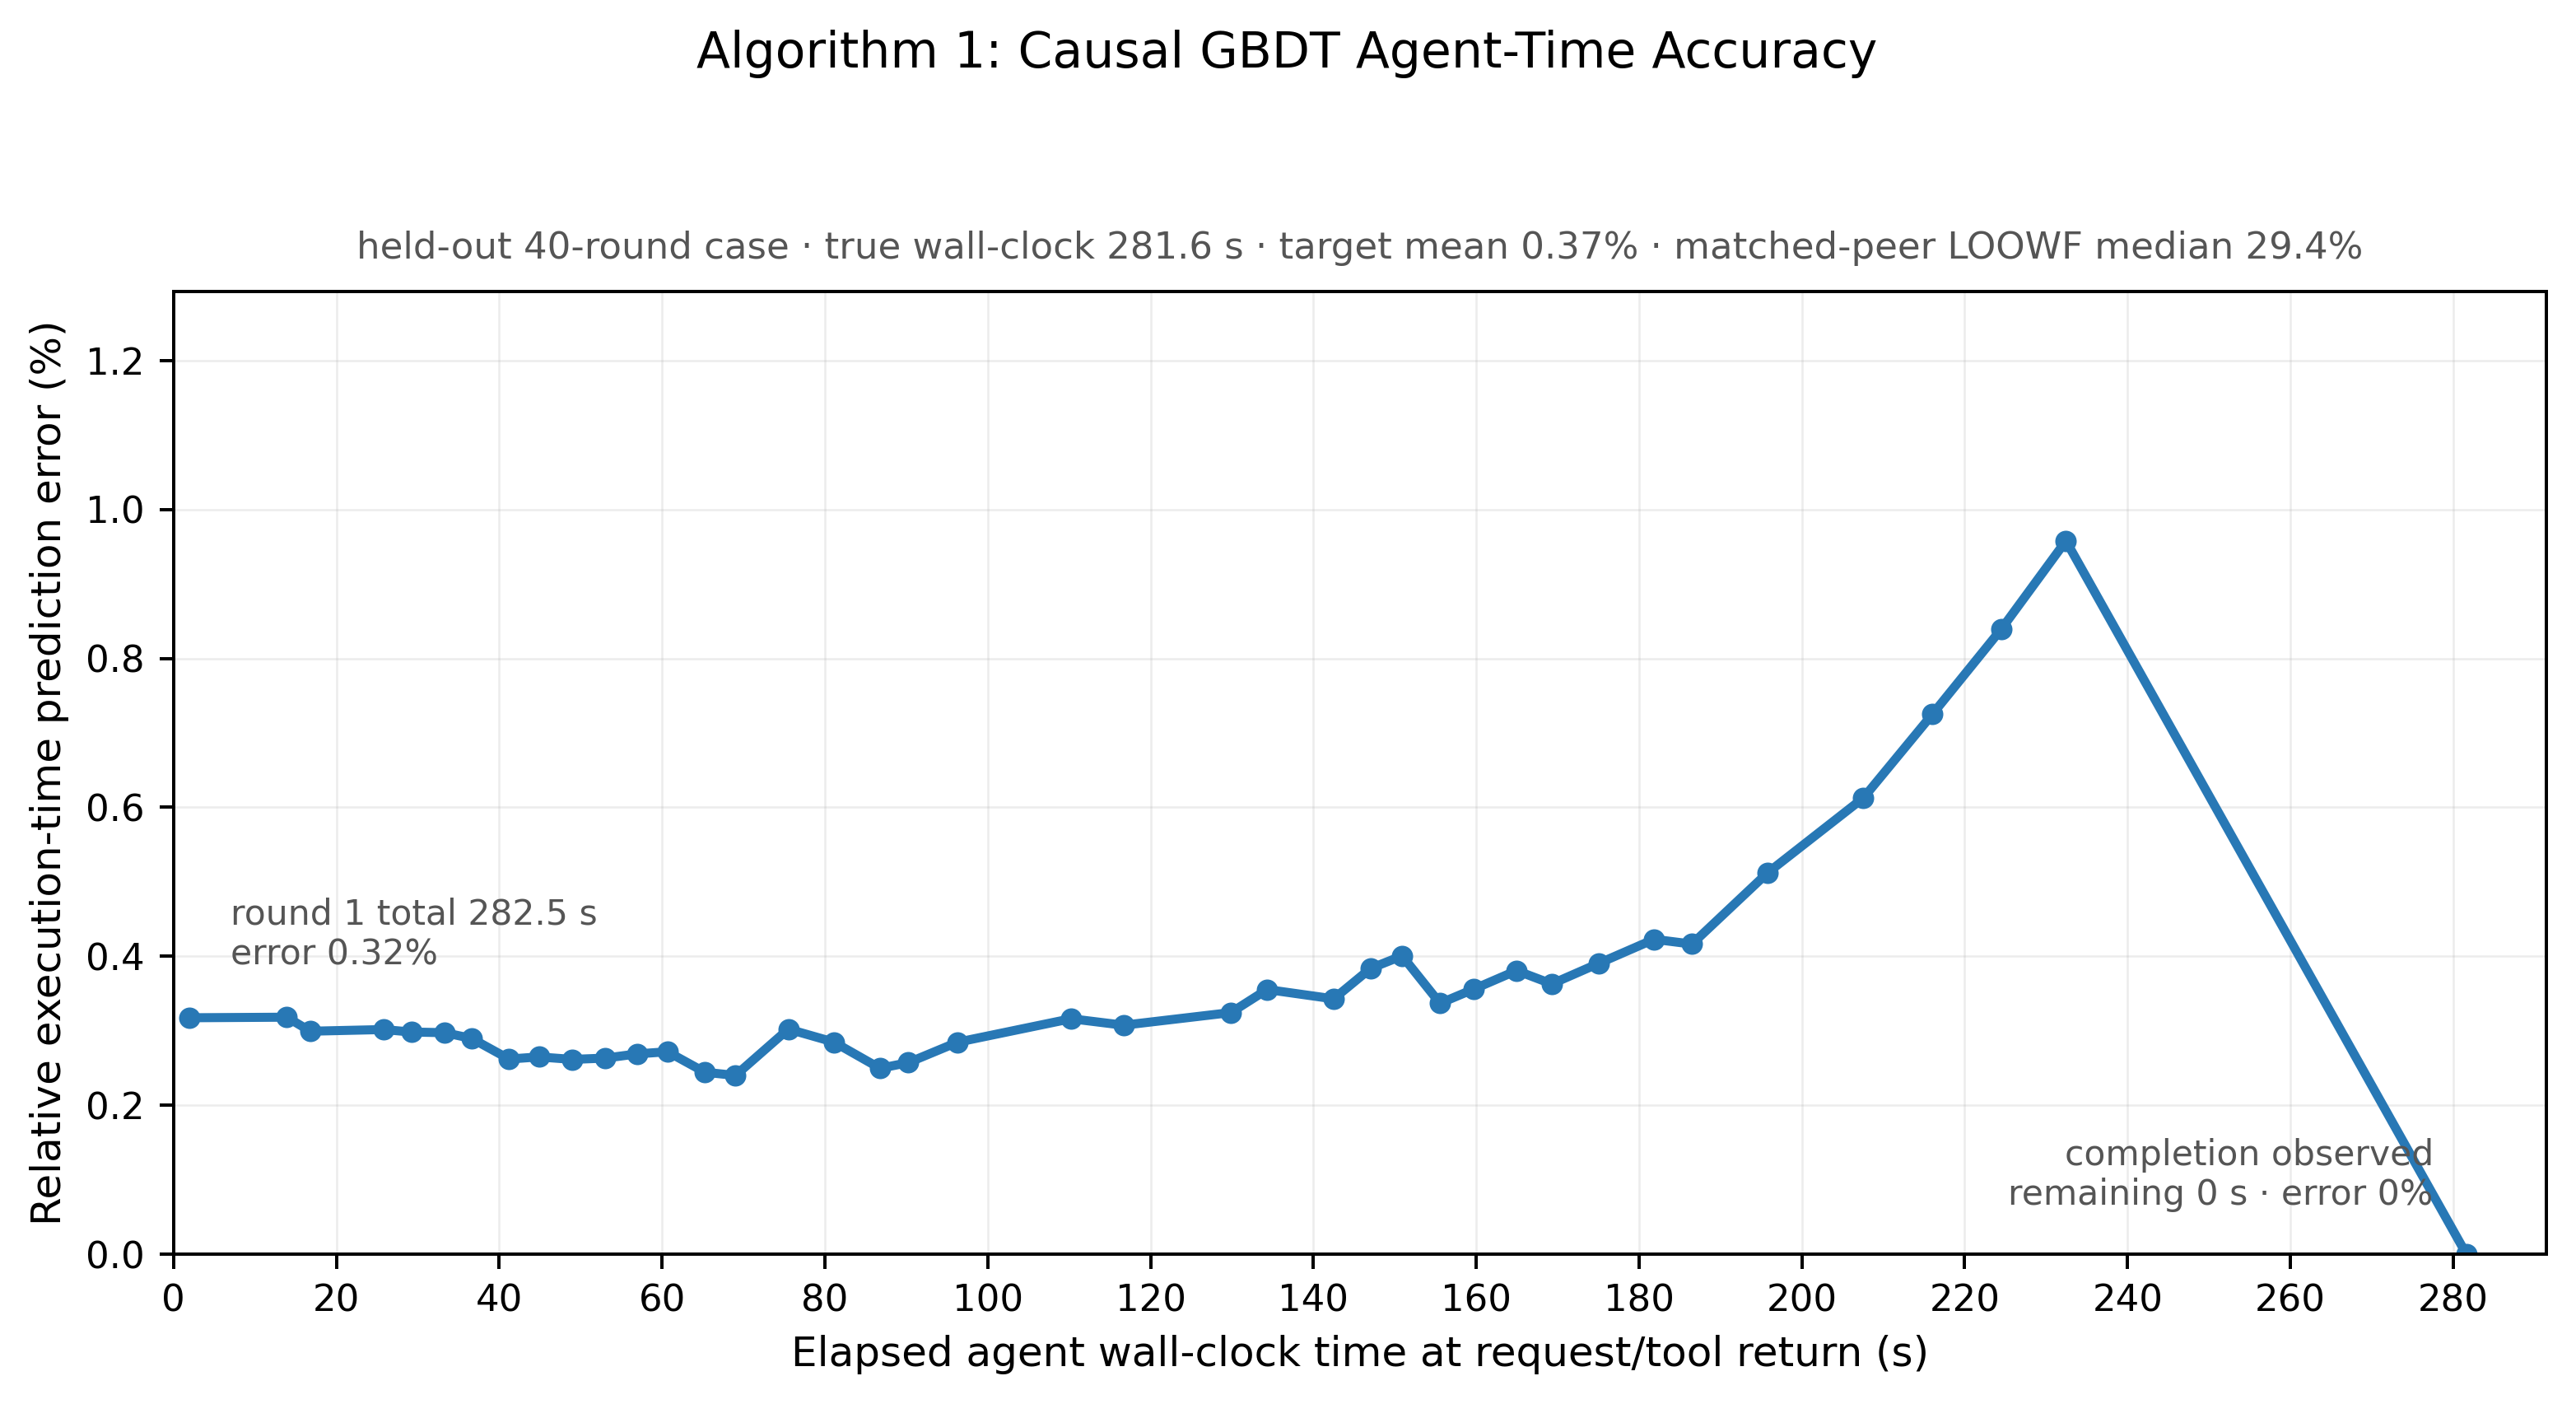 Algorithm 1: Causal GBDT Agent-Time Accuracy
held-out 40-round case · true wall-clock 281.6 s · target mean 0.37% · matched-peer LOOWF median 29.4%
Relative execution-time prediction error (%)
1.2
1.0
0.8
0.6
0.4
0.2
0.0
round 1 total 282.5 s
error 0.32%
completion observed
remaining 0 s · error 0%
0 20 40 60 80 100 120 140 160 180 200 220 240 260 280
Elapsed agent wall-clock time at request/tool return (s)